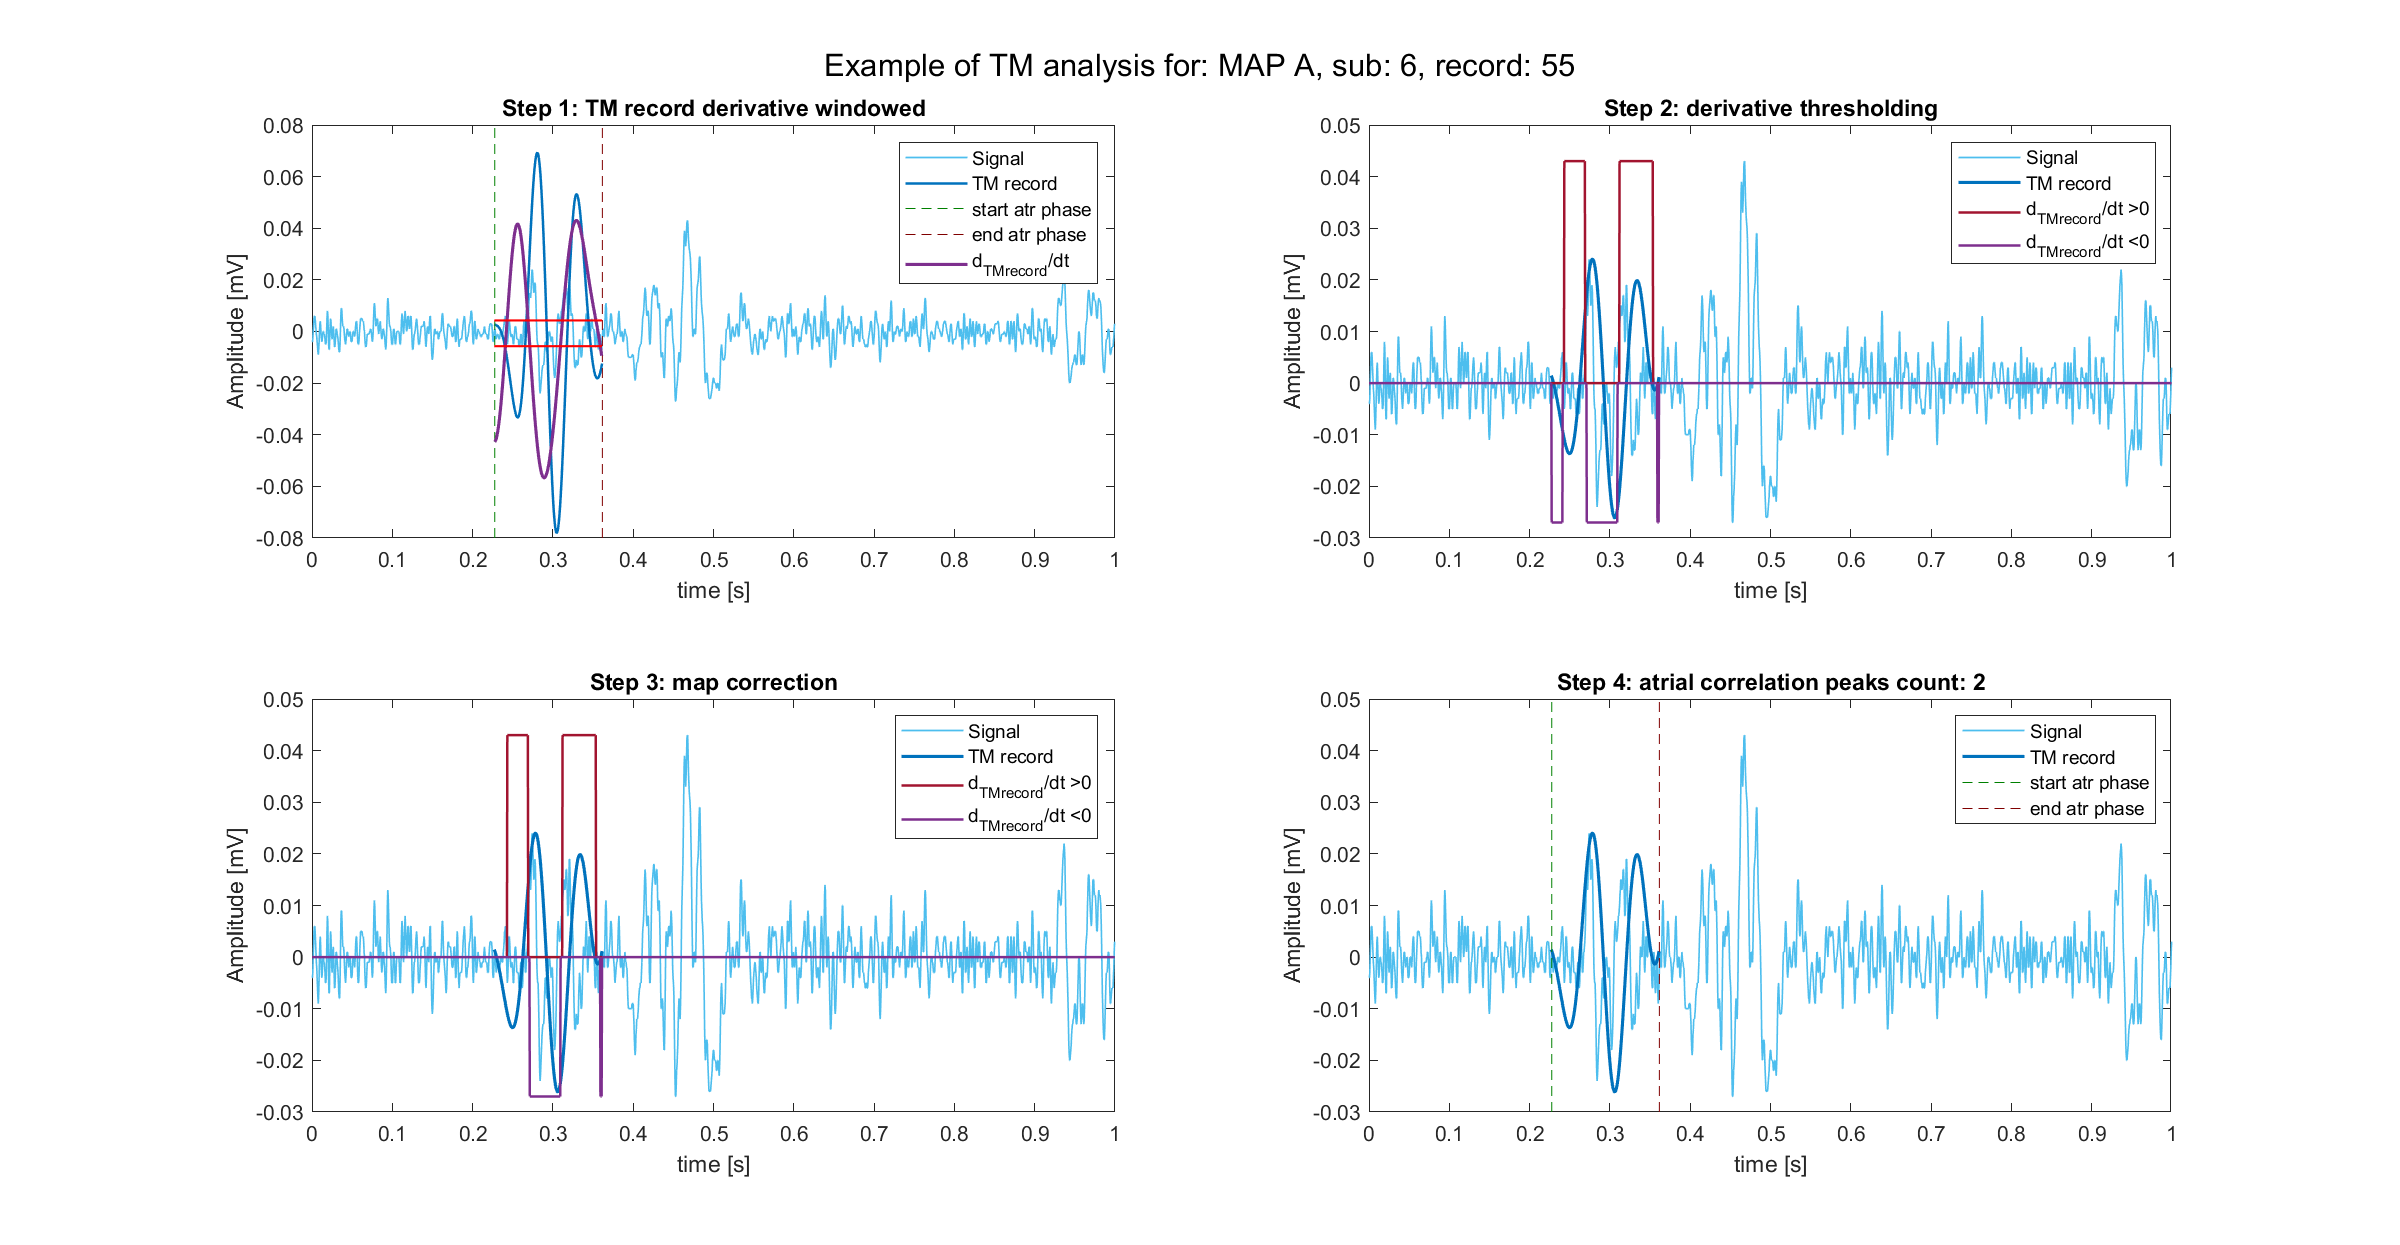 Example of TM analysis for: MAP A, sub: 6, record: 55
Step 1: TM record derivative windowed
0.08
0.06
0.04
0.02
0
-0.02
-0.04
-0.06
-0.08
Amplitude [mV]
0 0.1 0.2 0.3 0.4 0.5 0.6 0.7 0.8 0.9 1
time [s]
Signal
TM record
start atr phase
end atr phase
dTMrecord/dt
Step 2: derivative thresholding
0.05
0.04
0.03
0.02
0.01
0
-0.01
-0.02
-0.03
Amplitude [mV]
0 0.1 0.2 0.3 0.4 0.5 0.6 0.7 0.8 0.9 1
time [s]
Signal
TM record
dTMrecord/dt >0
dTMrecord/dt <0
Step 3: map correction
0.05
0.04
0.03
0.02
0.01
0
-0.01
-0.02
-0.03
Amplitude [mV]
0 0.1 0.2 0.3 0.4 0.5 0.6 0.7 0.8 0.9 1
time [s]
Signal
TM record
dTMrecord/dt >0
dTMrecord/dt <0
Step 4: atrial correlation peaks count: 2
0.05
0.04
0.03
0.02
0.01
0
-0.01
-0.02
-0.03
Amplitude [mV]
0 0.1 0.2 0.3 0.4 0.5 0.6 0.7 0.8 0.9 1
time [s]
Signal
TM record
start atr phase
end atr phase